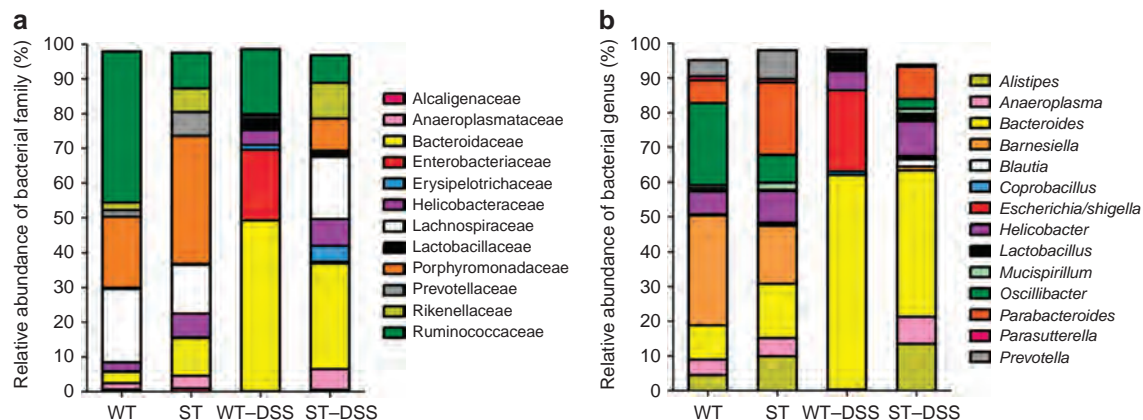 a
Relative abundance of bacterial family (%)
100
90
80
70
60
50
40
30
20
10
0
WT
ST
WT–DSS
ST–DSS
Alcaligenaceae
Anaeroplasmataceae
Bacteroidaceae
Enterobacteriaceae
Erysipelotrichaceae
Helicobacteraceae
Lachnospiraceae
Lactobacillaceae
Porphyromonadaceae
Prevotellaceae
Rikenellaceae
Ruminococcaceae
b
Relative abundance of bacterial genus (%)
100
90
80
70
60
50
40
30
20
10
0
WT
ST
WT–DSS
ST–DSS
Alistipes
Anaeroplasma
Bacteroides
Barnesiella
Blautia
Coprobacillus
Escherichia/shigella
Helicobacter
Lactobacillus
Mucispirillum
Oscillibacter
Parabacteroides
Parasutterella
Prevotella